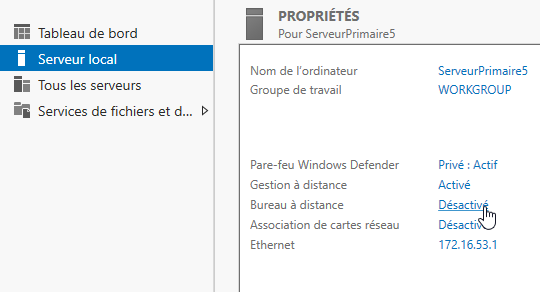 Tableau de bord
Serveur local
Tous les serveurs
Services de fichiers et d...
PROPRIÉTÉS
Pour ServeurPrimaire5
Nom de l'ordinateur ServeurPrimaire5
Groupe de travail WORKGROUP
Pare-feu Windows Defender Privé : Actif
Gestion à distance Activé
Bureau à distance Désactivé
Association de cartes réseau Désactivé
Ethernet 172.16.53.1